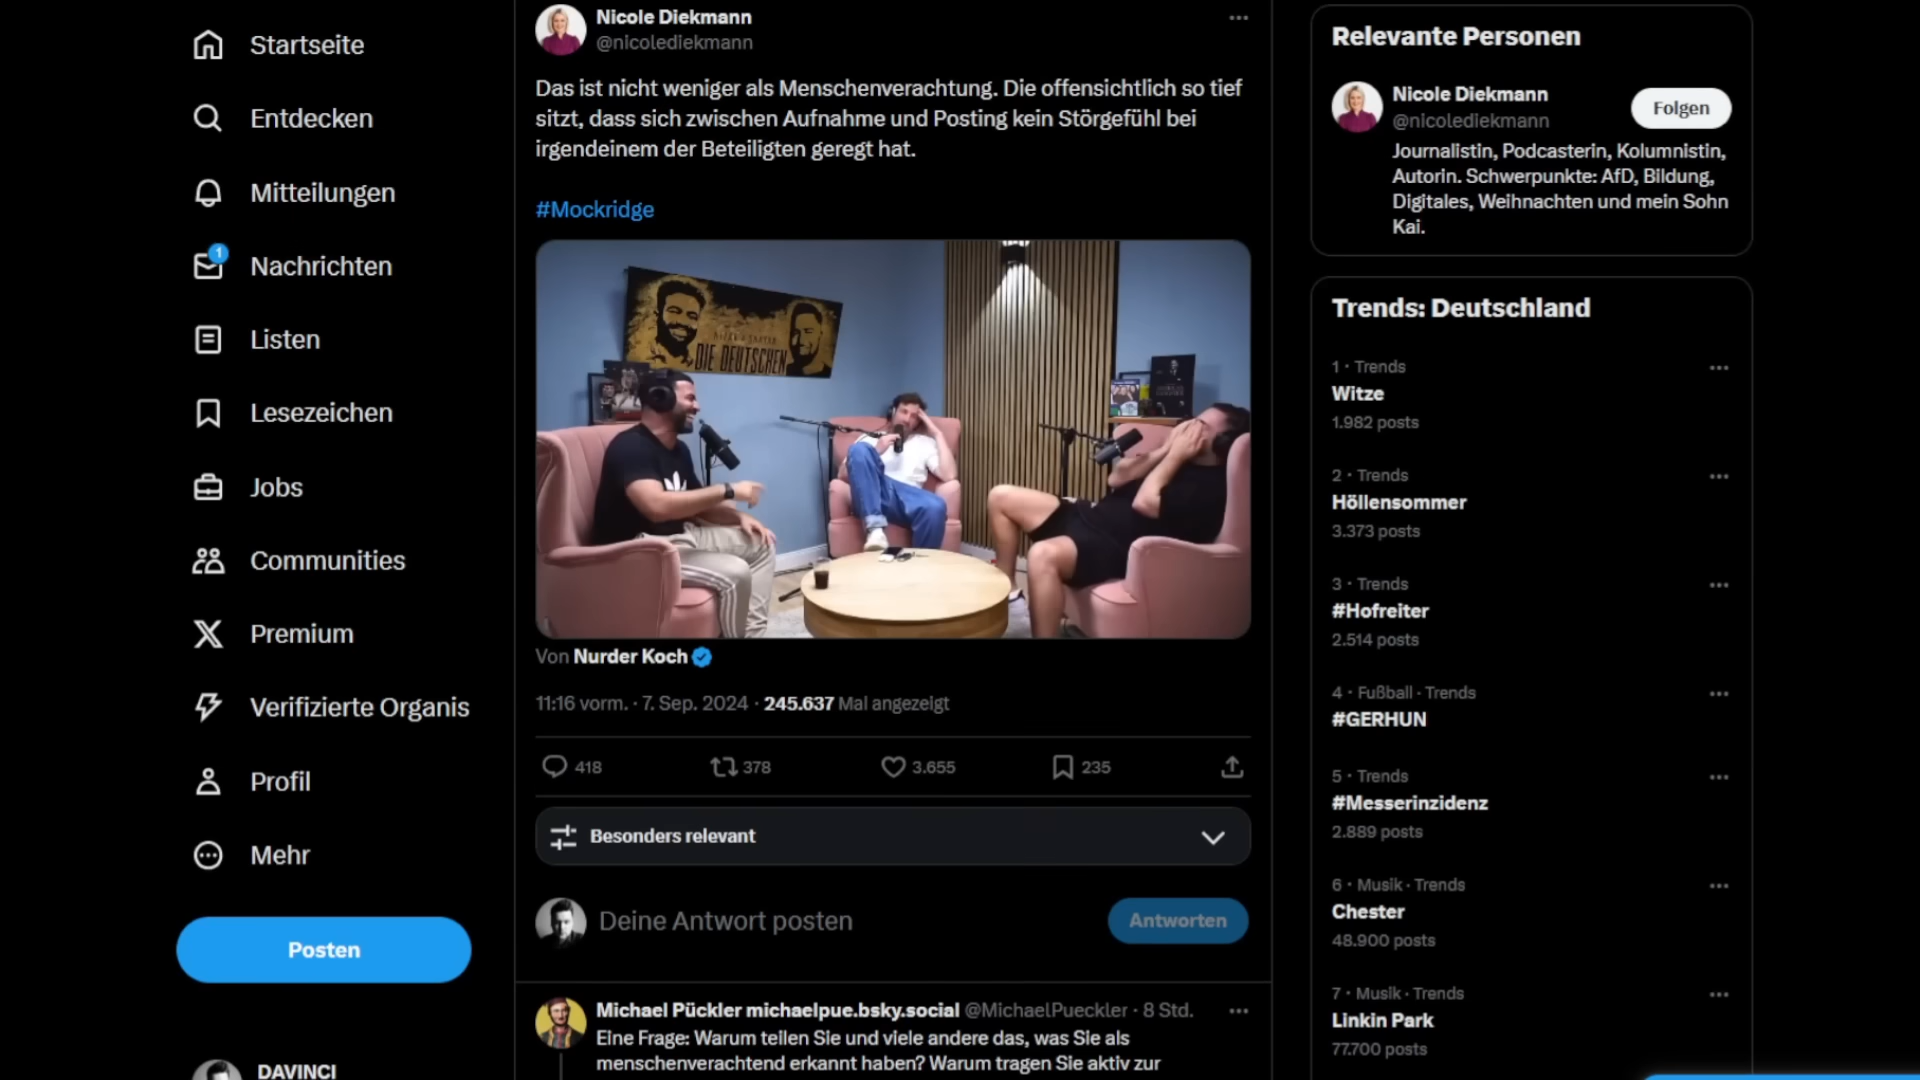 Startseite
Entdecken
Mitteilungen
1
Nachrichten
Listen
Lesezeichen
Jobs
Communities
Premium
Verifizierte Organis
Profil
Mehr
Posten
DAVINCI
Nicole Diekmann
@nicolediekmann
Das ist nicht weniger als Menschenverachtung. Die offensichtlich so tief
sitzt, dass sich zwischen Aufnahme und Posting kein Störgefühl bei
irgendeinem der Beteiligten geregt hat.
#Mockridge
DIE DEUTSCHEN
Von Nurder Koch
11:16 vorm. · 7. Sep. 2024 · 245.637 Mal angezeigt
418 378 3.655 235
Besonders relevant
Deine Antwort posten
Antworten
Michael Pückler michaelpue.bsky.social @MichaelPueckler · 8 Std.
Eine Frage: Warum teilen Sie und viele andere das, was Sie als
menschenverachtend erkannt haben? Warum tragen Sie aktiv zur
Relevante Personen
Nicole Diekmann
@nicolediekmann
Folgen
Journalistin, Podcasterin, Kolumnistin,
Autorin. Schwerpunkte: AfD, Bildung,
Digitales, Weihnachten und mein Sohn
Kai.
Trends: Deutschland
1 · Trends
Witze
1.982 posts
2 · Trends
Höllensommer
3.373 posts
3 · Trends
#Hofreiter
2.514 posts
4 · Fußball · Trends
#GERHUN
5 · Trends
#Messerinzidenz
2.889 posts
6 · Musik · Trends
Chester
48.900 posts
7 · Musik · Trends
Linkin Park
77.700 posts